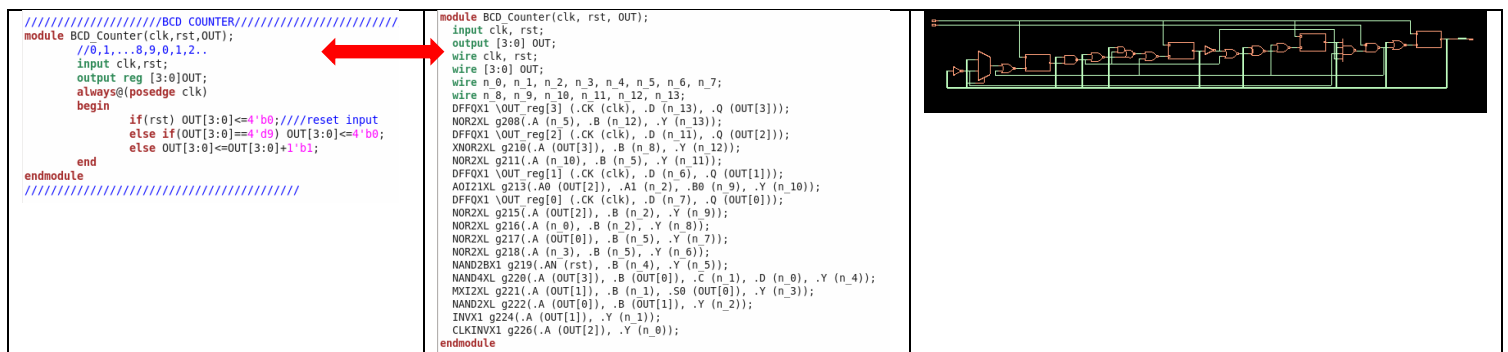 /////////////////////BCD COUNTER/////////////////////////
module BCD_Counter(clk,rst,OUT);
//0,1,...8,9,0,1,2..
input clk,rst;
output reg [3:0]OUT;
always@(posedge clk)
begin
if(rst) OUT[3:0]<=4'b0;////reset input
else if(OUT[3:0]==4'd9) OUT[3:0]<=4'b0;
else OUT[3:0]<=OUT[3:0]+1'b1;
end
endmodule
//////////////////////////////////////////
module BCD_Counter(clk, rst, OUT);
input clk, rst;
output [3:0] OUT;
wire clk, rst;
wire [3:0] OUT;
wire n_0, n_1, n_2, n_3, n_4, n_5, n_6, n_7;
wire n_8, n_9, n_10, n_11, n_12, n_13;
DFFQX1 \OUT_reg[3] (.CK (clk), .D (n_13), .Q (OUT[3]));
NOR2XL g208(.A (n_5), .B (n_12), .Y (n_13));
DFFQX1 \OUT_reg[2] (.CK (clk), .D (n_11), .Q (OUT[2]));
XNOR2XL g210(.A (OUT[3]), .B (n_8), .Y (n_12));
NOR2XL g211(.A (n_10), .B (n_5), .Y (n_11));
DFFQX1 \OUT_reg[1] (.CK (clk), .D (n_6), .Q (OUT[1]));
AOI21XL g213(.A0 (OUT[2]), .A1 (n_2), .B0 (n_9), .Y (n_10));
DFFQX1 \OUT_reg[0] (.CK (clk), .D (n_7), .Q (OUT[0]));
NOR2XL g215(.A (OUT[2]), .B (n_2), .Y (n_9));
NOR2XL g216(.A (n_0), .B (n_2), .Y (n_8));
NOR2XL g217(.A (OUT[0]), .B (n_5), .Y (n_7));
NOR2XL g218(.A (n_3), .B (n_5), .Y (n_6));
NAND2BX1 g219(.AN (rst), .B (n_4), .Y (n_5));
NAND4XL g220(.A (OUT[3]), .B (OUT[0]), .C (n_1), .D (n_0), .Y (n_4));
MXI2XL g221(.A (OUT[1]), .B (n_1), .S0 (OUT[0]), .Y (n_3));
NAND2XL g222(.A (OUT[0]), .B (OUT[1]), .Y (n_2));
INVX1 g224(.A (OUT[1]), .Y (n_1));
CLKINVX1 g226(.A (OUT[2]), .Y (n_0));
endmodule